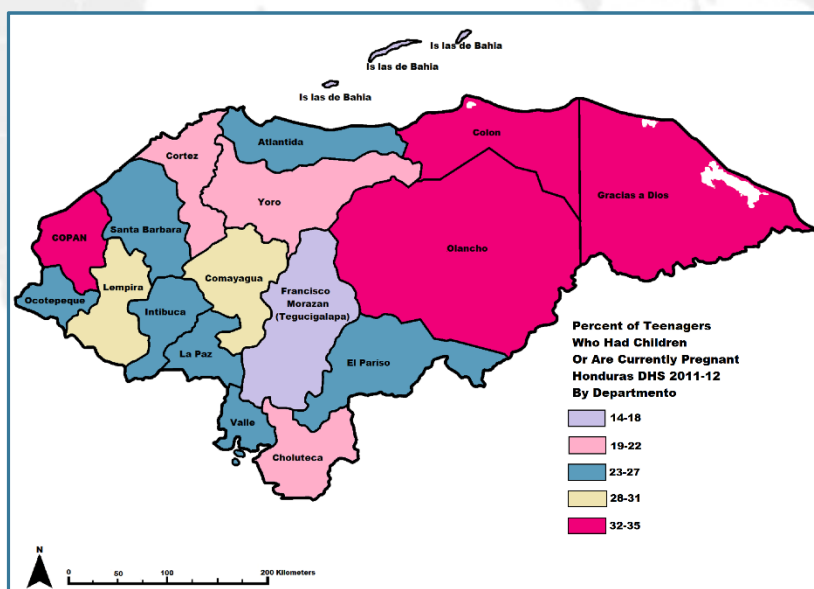 Is las de Bahia
Is las de Bahia
Is las de Bahia
Atlantida
Colon
Cortez
Yoro
Gracias a Dios
Santa Barbara
COPAN
Olancho
Comayagua
Lempira
Francisco
Morazan
(Tegucigalapa)
Ocotepeque
Intibuca
La Paz
El Pariso
Valle
Choluteca
Percent of Teenagers
Who Had Children
Or Are Currently Pregnant
Honduras DHS 2011-12
By Departmento
14-18
19-22
23-27
28-31
32-35
N
0 50 100 200 Kilometers